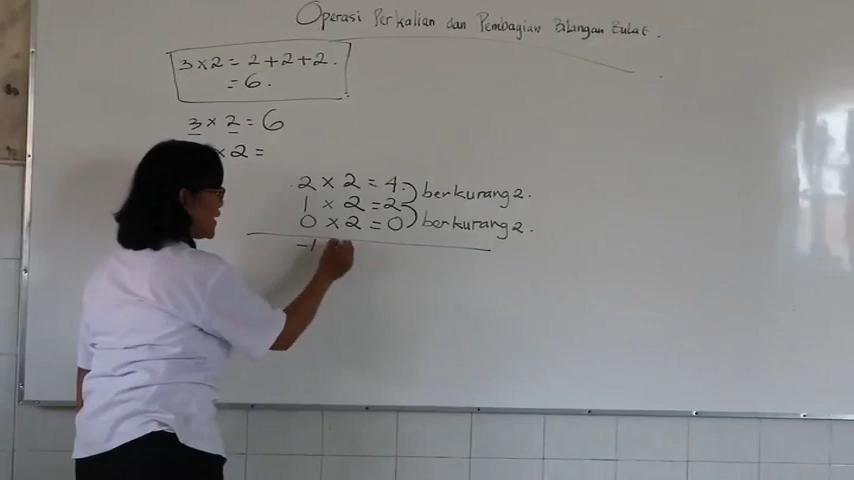 Operasi Perkalian dan Pembagian Bilangan Bulat.
3 x 2 = 2 + 2 + 2.
= 6.
3 x 2 = 6
x 2 =
2 x 2 = 4
1 x 2 = 2
0 x 2 = 0
berkurang 2.
berkurang 2.
-1